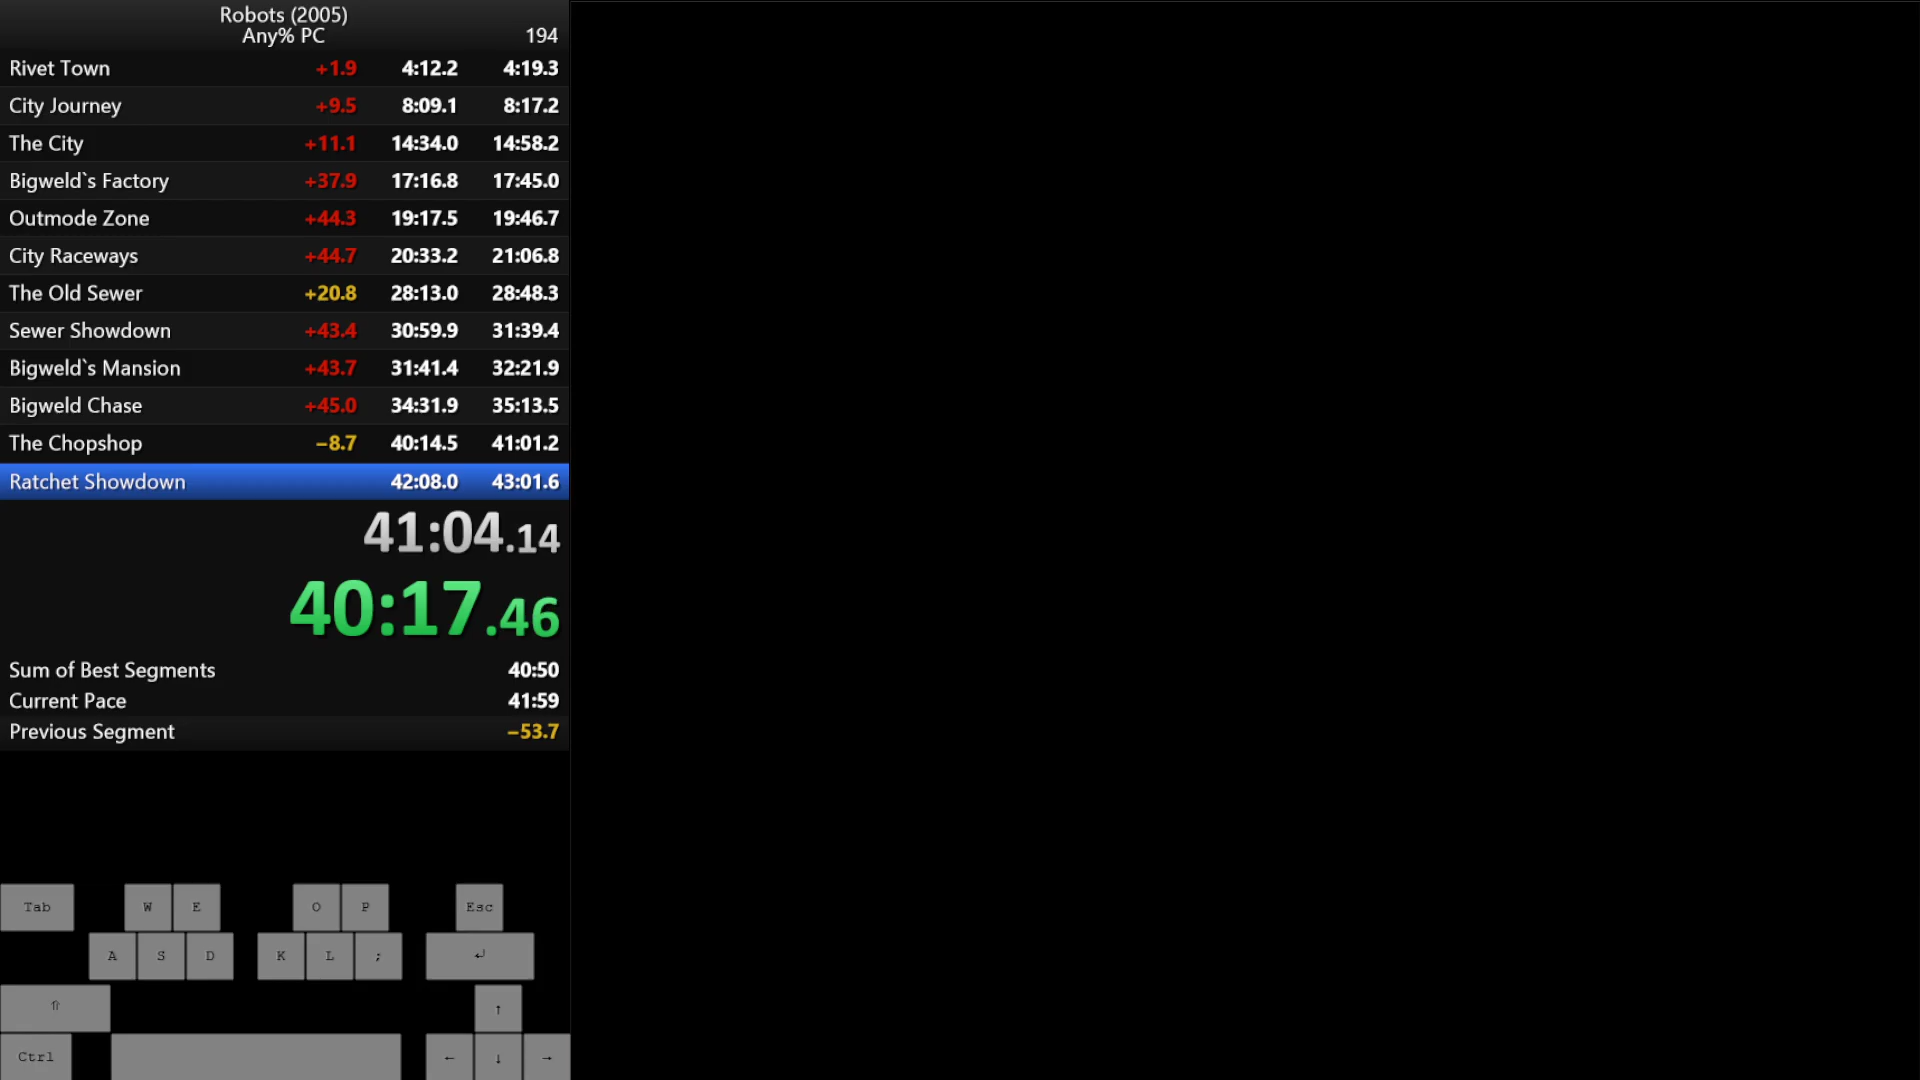 Robots (2005)
Any% PC 194
Rivet Town +1.9 4:12.2 4:19.3
City Journey +9.5 8:09.1 8:17.2
The City +11.1 14:34.0 14:58.2
Bigweld`s Factory +37.9 17:16.8 17:45.0
Outmode Zone +44.3 19:17.5 19:46.7
City Raceways +44.7 20:33.2 21:06.8
The Old Sewer +20.8 28:13.0 28:48.3
Sewer Showdown +43.4 30:59.9 31:39.4
Bigweld`s Mansion +43.7 31:41.4 32:21.9
Bigweld Chase +45.0 34:31.9 35:13.5
The Chopshop −8.7 40:14.5 41:01.2
Ratchet Showdown 42:08.0 43:01.6
41:04.14
40:17.46
Sum of Best Segments 40:50
Current Pace 41:59
Previous Segment −53.7
Tab W E O P Esc
A S D K L ; ↵
⇧ ↑
Ctrl ← ↓ →